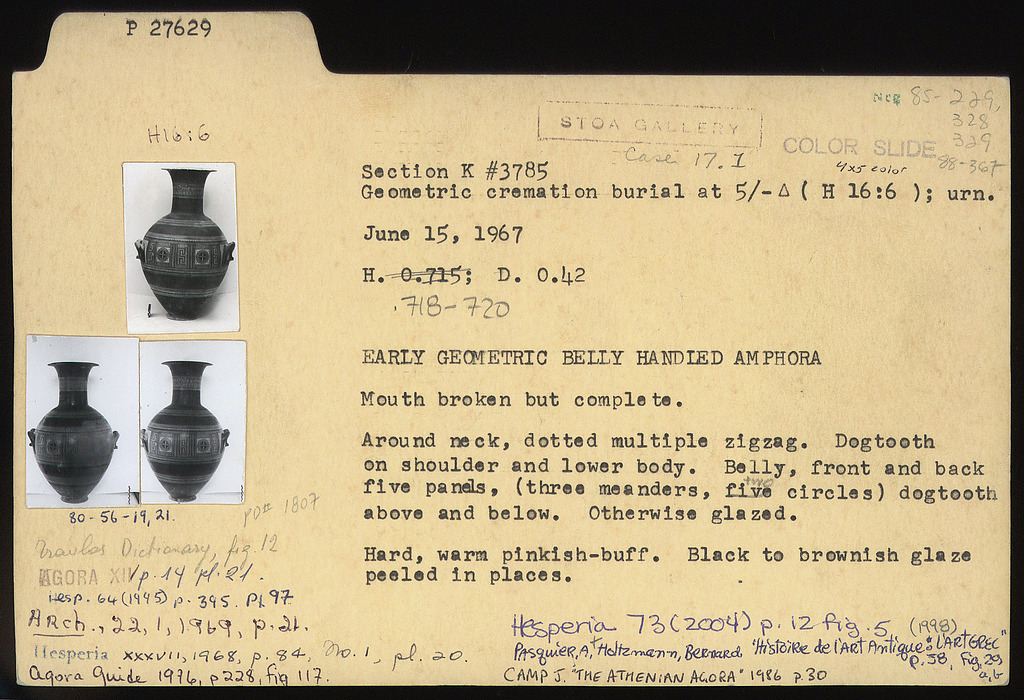 P 27629
H16:6
Neg 85-229,
328
329
88-367
STOA GALLERY
Case 17.1
COLOR SLIDE
4x5 color
Section K #3785
Geometric cremation burial at 5/-Δ ( H 16:6 ); urn.
June 15, 1967
H. 0.715; D. 0.42
.718-720
EARLY GEOMETRIC BELLY HANDLED AMPHORA
Mouth broken but complete.
Around neck, dotted multiple zigzag. Dogtooth
on shoulder and lower body. Belly, front and back
two
five panels, (three meanders, five circles) dogtooth
above and below. Otherwise glazed.
Hard, warm pinkish-buff. Black to brownish glaze
peeled in places.
80-56-19, 21.
PD# 1807
Travlos Dictionary, fig. 12
AGORA XIV p. 14 pl. 21.
Hesp. 64 (1995) p. 395. Pl. 97
Arch., 22, 1, 1969, p. 21.
Hesperia xxxvii, 1968, p. 84, No. 1, pl. 20.
Agora Guide 1976, p 228, fig 117.
Hesperia 73 (2004) p. 12 fig. 5
(1998)
Pasquier, A, + Holtzmann, Bernard "Histoire de l'Art Antique: L'ART GREC"
p. 58, fig. 29
a, b
CAMP J. "THE ATHENIAN AGORA" 1986 p. 30